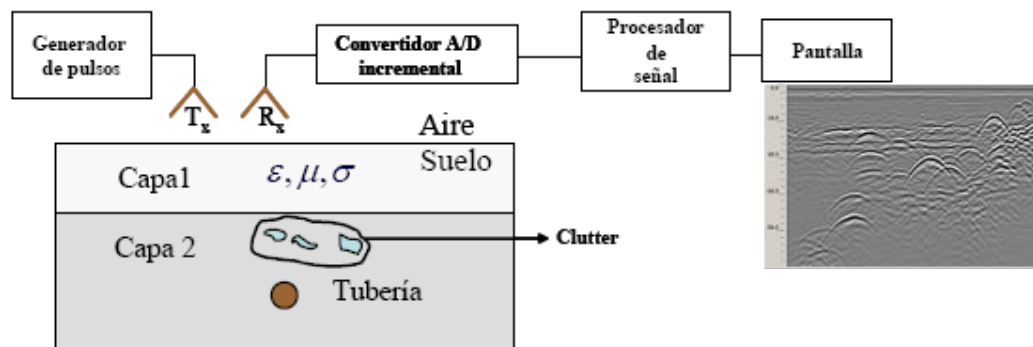 Generador
de pulsos
Convertidor A/D
incremental
Procesador
de
señal
Pantalla
Tx
Rx
Aire
Suelo
Capa1
ε, μ, σ
Capa 2
Clutter
Tubería